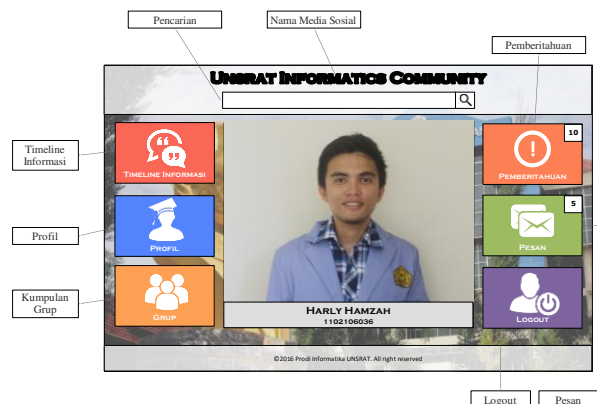 Pencarian
Nama Media Sosial
Pemberitahuan
UNSRAT INFORMATICS COMMUNITY
Timeline
Informasi
TIMELINE INFORMASI
10
PEMBERITAHUAN
Profil
PROFIL
5
PESAN
Kumpulan
Grup
GRUP
HARLY HAMZAH
1102106036
LOGOUT
©2016 Prodi Informatika UNSRAT. All right reserved
Logout
Pesan